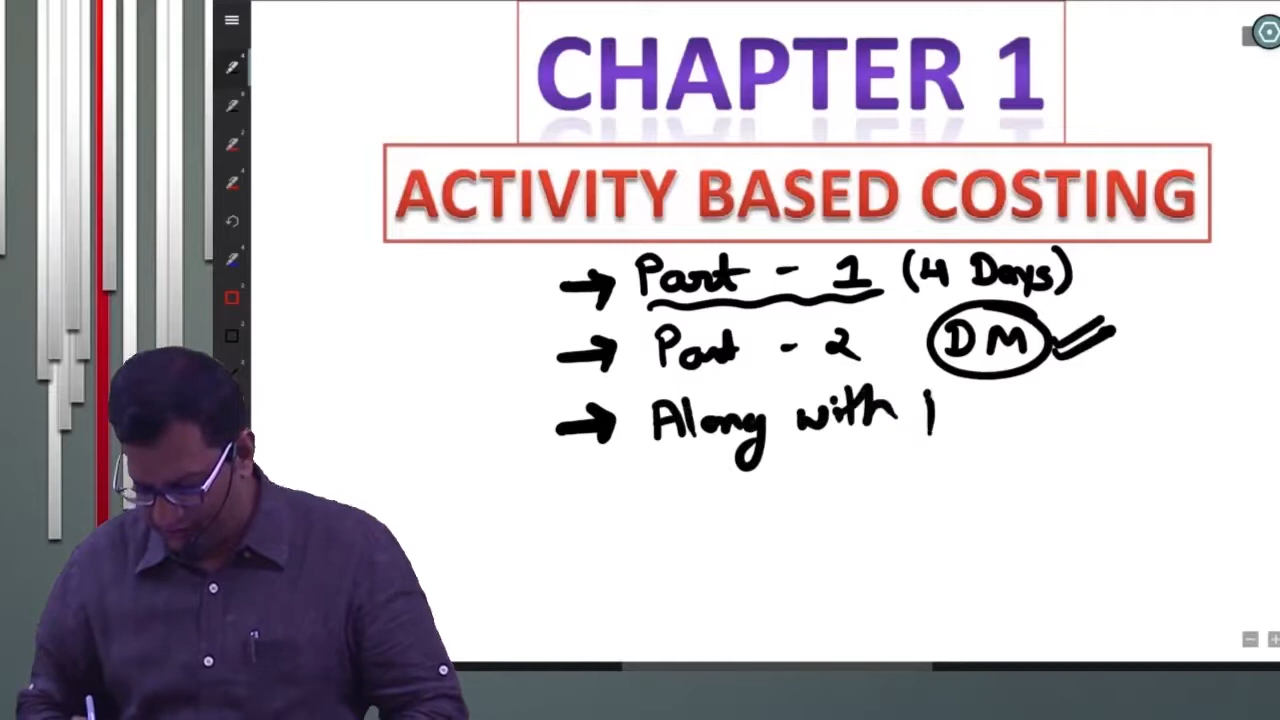 CHAPTER 1
ACTIVITY BASED COSTING
→ Part - 1 (4 Days)
→ Part - 2 DM
→ Along with